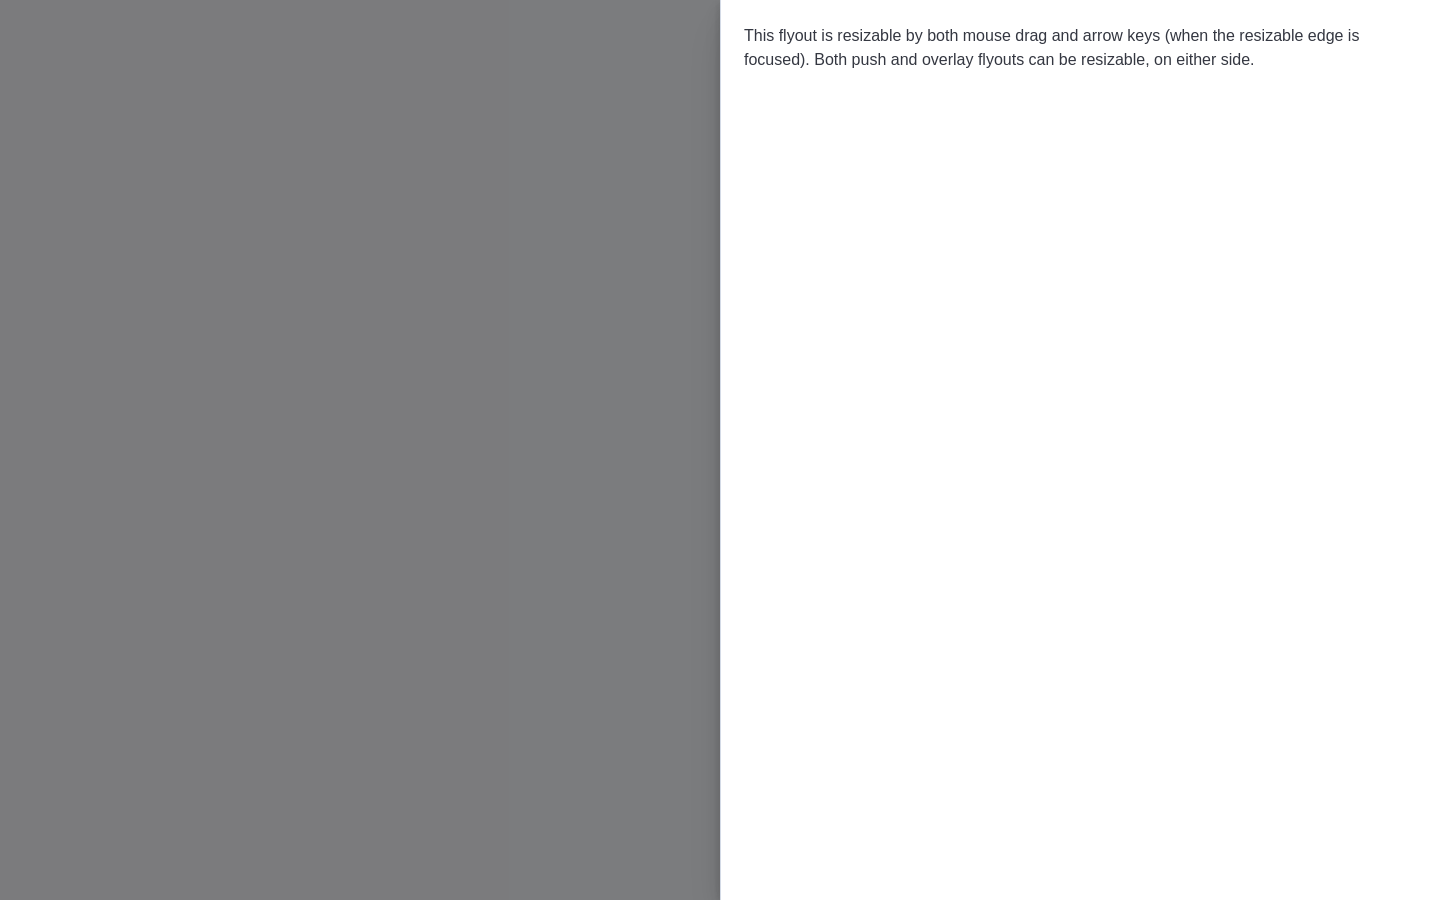 This flyout is resizable by both mouse drag and arrow keys (when the resizable edge is
focused). Both push and overlay flyouts can be resizable, on either side.